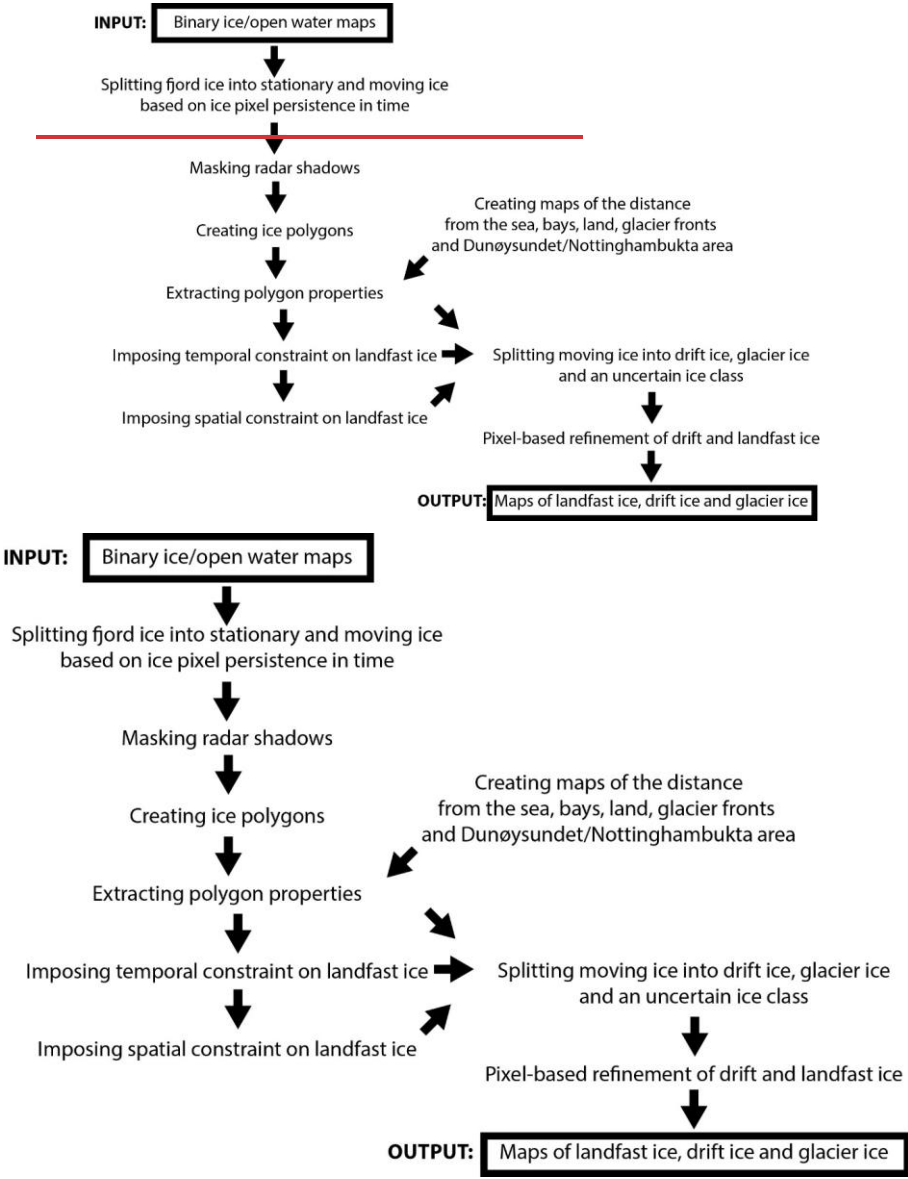 INPUT: Binary ice/open water maps
Splitting fjord ice into stationary and moving ice
based on ice pixel persistence in time
Masking radar shadows
Creating ice polygons
Creating maps of the distance
from the sea, bays, land, glacier fronts
and Dunøysundet/Nottinghambukta area
Extracting polygon properties
Imposing temporal constraint on landfast ice
Splitting moving ice into drift ice, glacier ice
and an uncertain ice class
Imposing spatial constraint on landfast ice
Pixel-based refinement of drift and landfast ice
OUTPUT: Maps of landfast ice, drift ice and glacier ice
INPUT: Binary ice/open water maps
Splitting fjord ice into stationary and moving ice
based on ice pixel persistence in time
Masking radar shadows
Creating ice polygons
Creating maps of the distance
from the sea, bays, land, glacier fronts
and Dunøysundet/Nottinghambukta area
Extracting polygon properties
Imposing temporal constraint on landfast ice
Splitting moving ice into drift ice, glacier ice
and an uncertain ice class
Imposing spatial constraint on landfast ice
Pixel-based refinement of drift and landfast ice
OUTPUT: Maps of landfast ice, drift ice and glacier ice